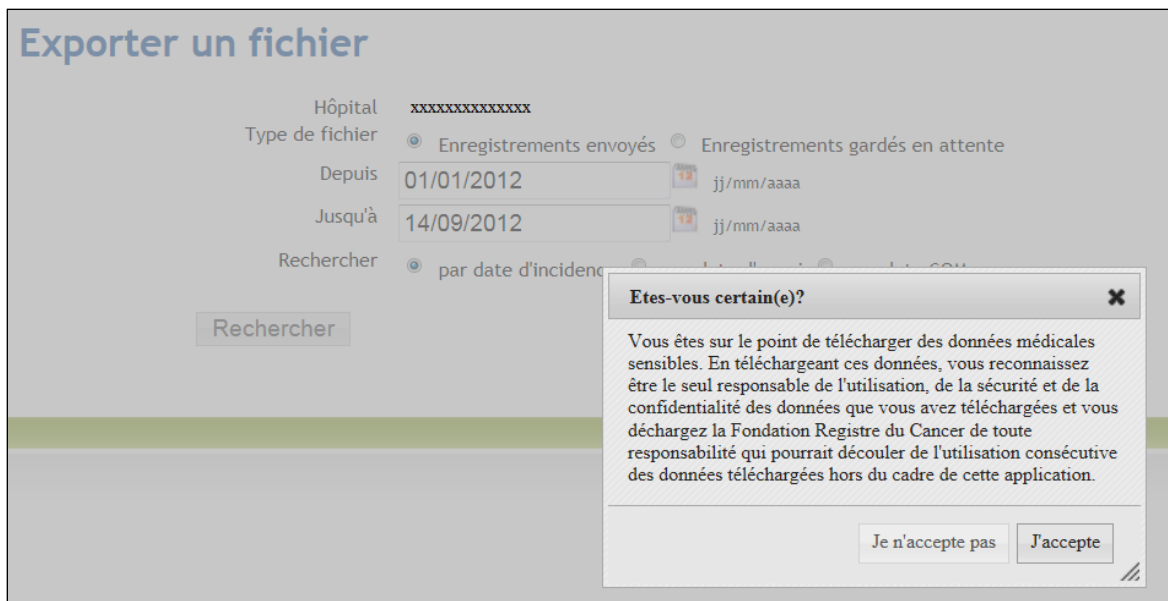 Exporter un fichier
Hôpital xxxxxxxxxxxxxx
Type de fichier Enregistrements envoyés Enregistrements gardés en attente
Depuis 01/01/2012 jj/mm/aaaa
Jusqu'à 14/09/2012 jj/mm/aaaa
Rechercher par date d'incidenc
Rechercher
Etes-vous certain(e)?
Vous êtes sur le point de télécharger des données médicales
sensibles. En téléchargeant ces données, vous reconnaissez
être le seul responsable de l'utilisation, de la sécurité et de la
confidentialité des données que vous avez téléchargées et vous
déchargez la Fondation Registre du Cancer de toute
responsabilité qui pourrait découler de l'utilisation consécutive
des données téléchargées hors du cadre de cette application.
Je n'accepte pas J'accepte